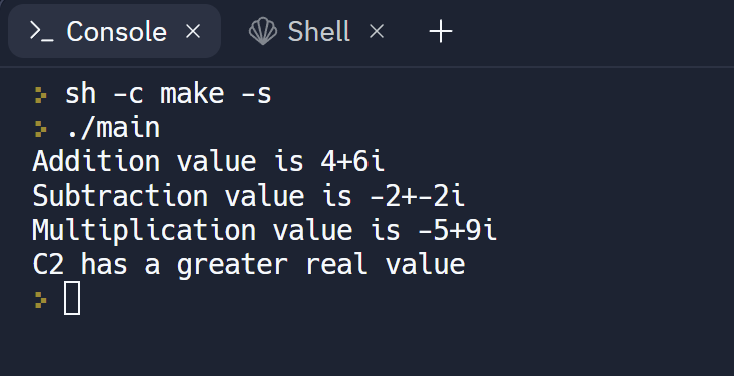 Console × Shell × +
sh -c make -s
./main
Addition value is 4+6i
Subtraction value is -2+-2i
Multiplication value is -5+9i
C2 has a greater real value